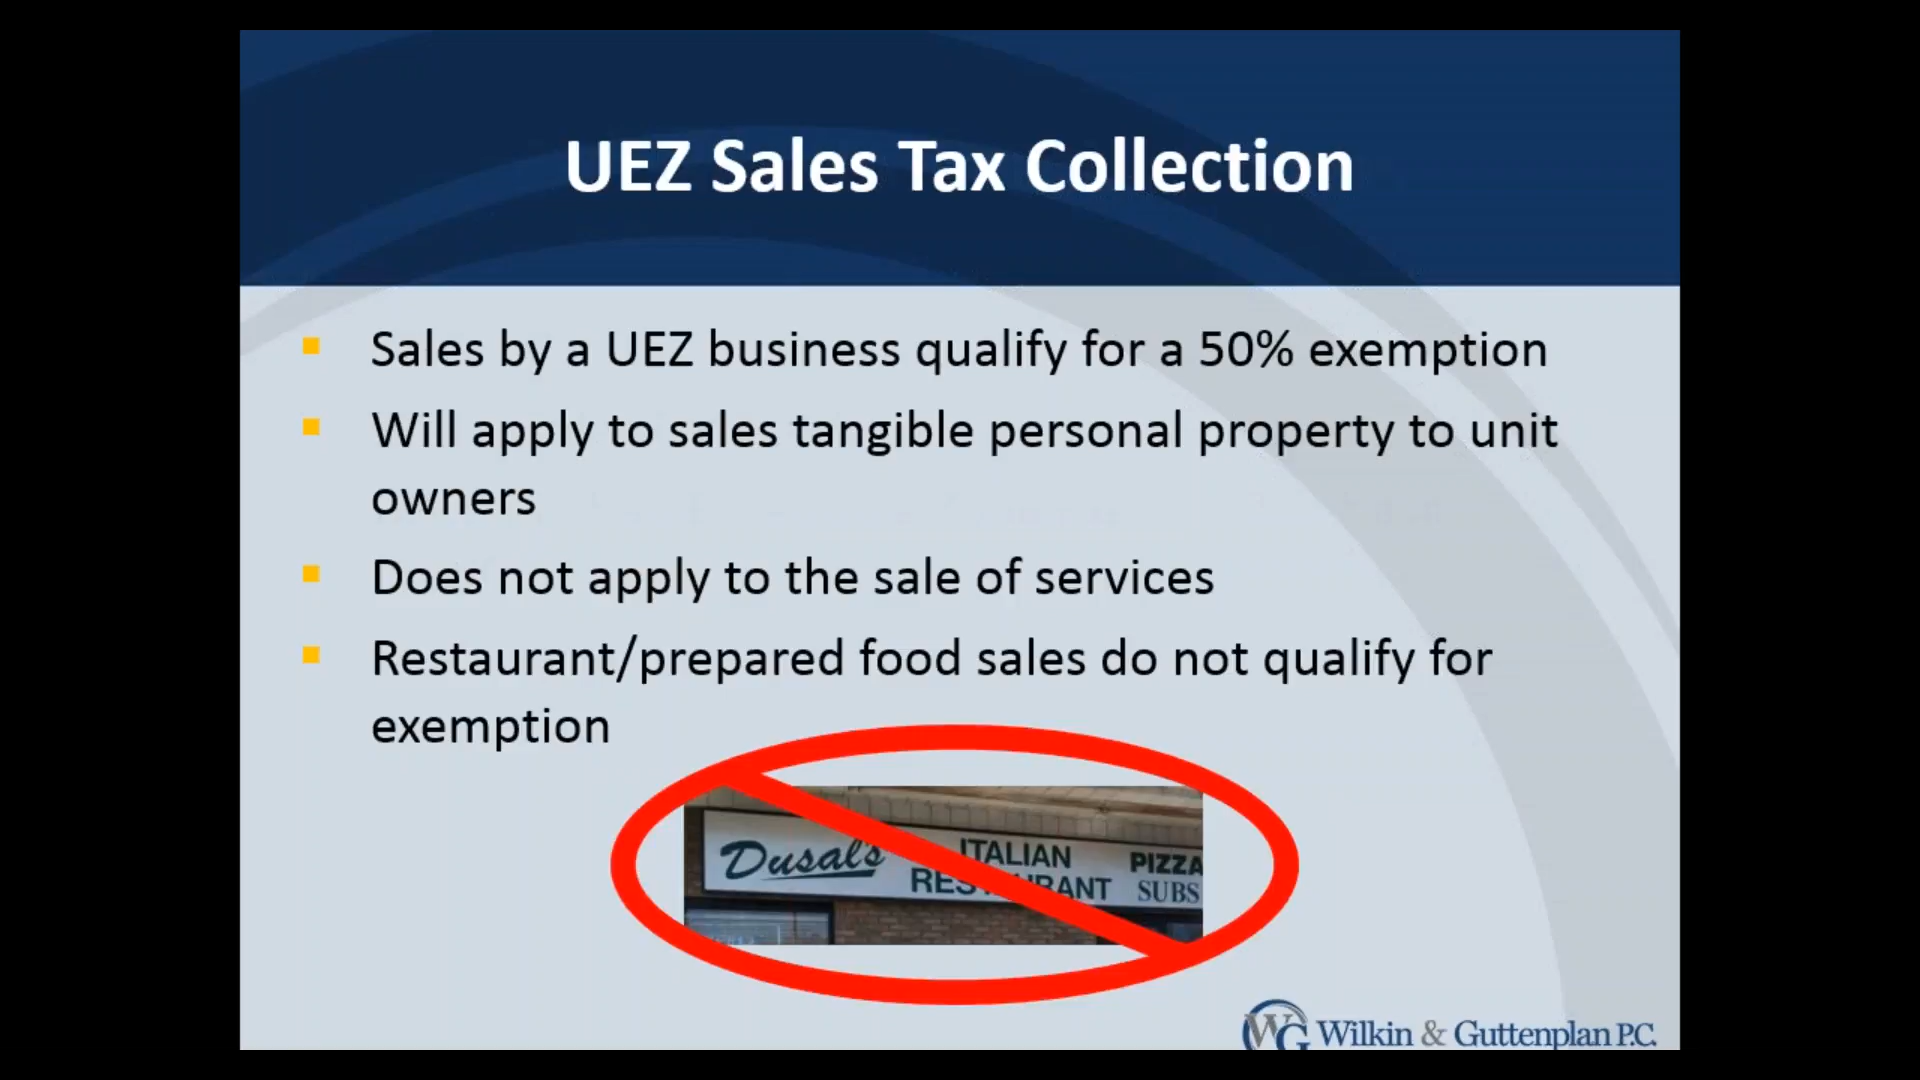 UEZ Sales Tax Collection
Sales by a UEZ business qualify for a 50% exemption
Will apply to sales tangible personal property to unit
owners
Does not apply to the sale of services
Restaurant/prepared food sales do not qualify for
exemption
Dusal's ITALIAN PIZZA
RESTAURANT SUBS
WG Wilkin & Guttenplan P.C.